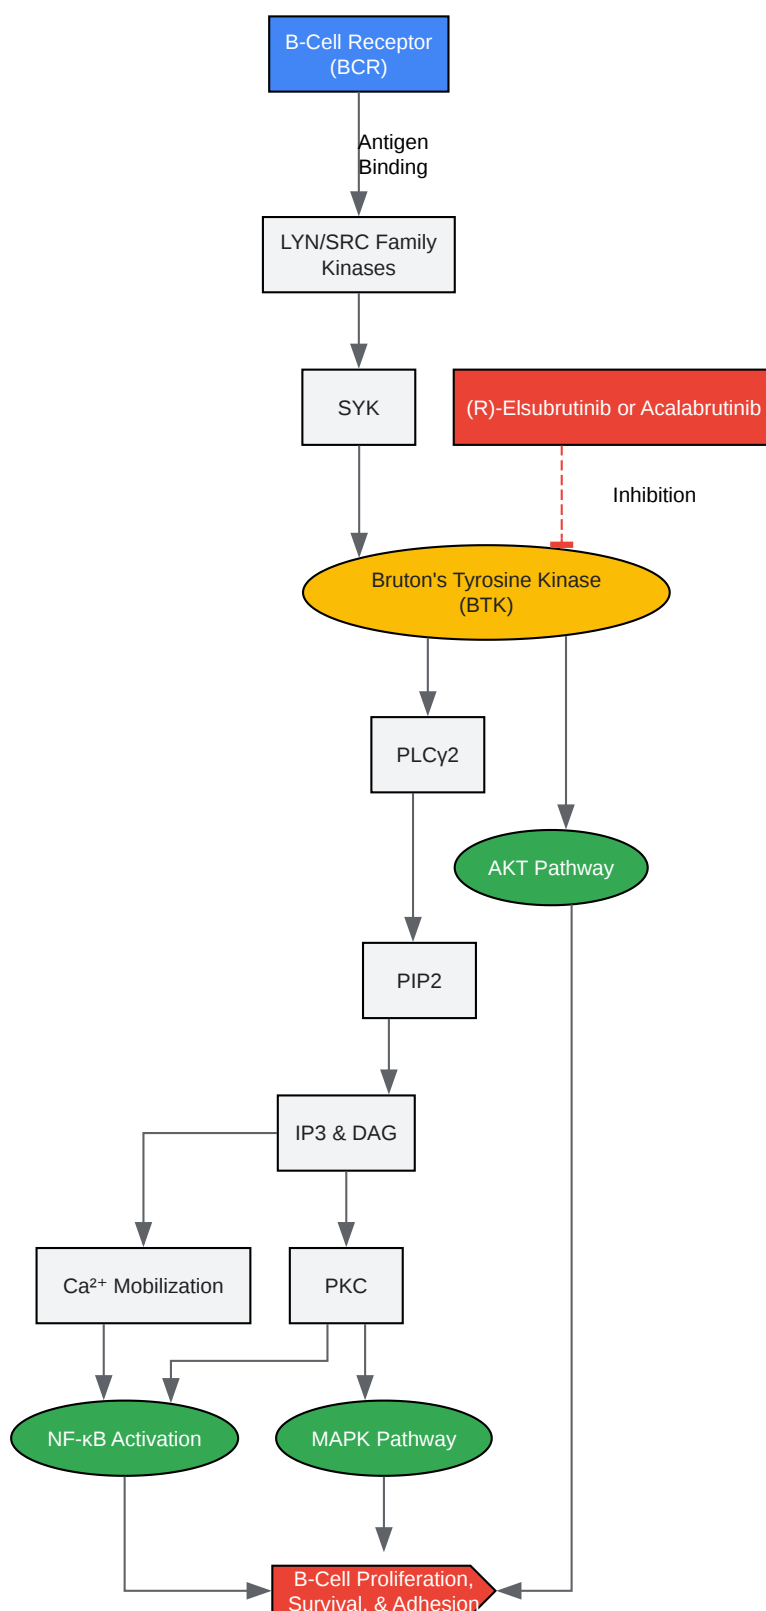 B-Cell Receptor
(BCR)
Antigen
Binding
LYN/SRC Family
Kinases
SYK
(R)-Elsubrutinib or Acalabrutinib
Inhibition
Bruton's Tyrosine Kinase
(BTK)
PLCγ2
AKT Pathway
PIP2
IP3 & DAG
Ca²⁺ Mobilization
PKC
NF-κB Activation
MAPK Pathway
B-Cell Proliferation,
Survival, & Adhesion